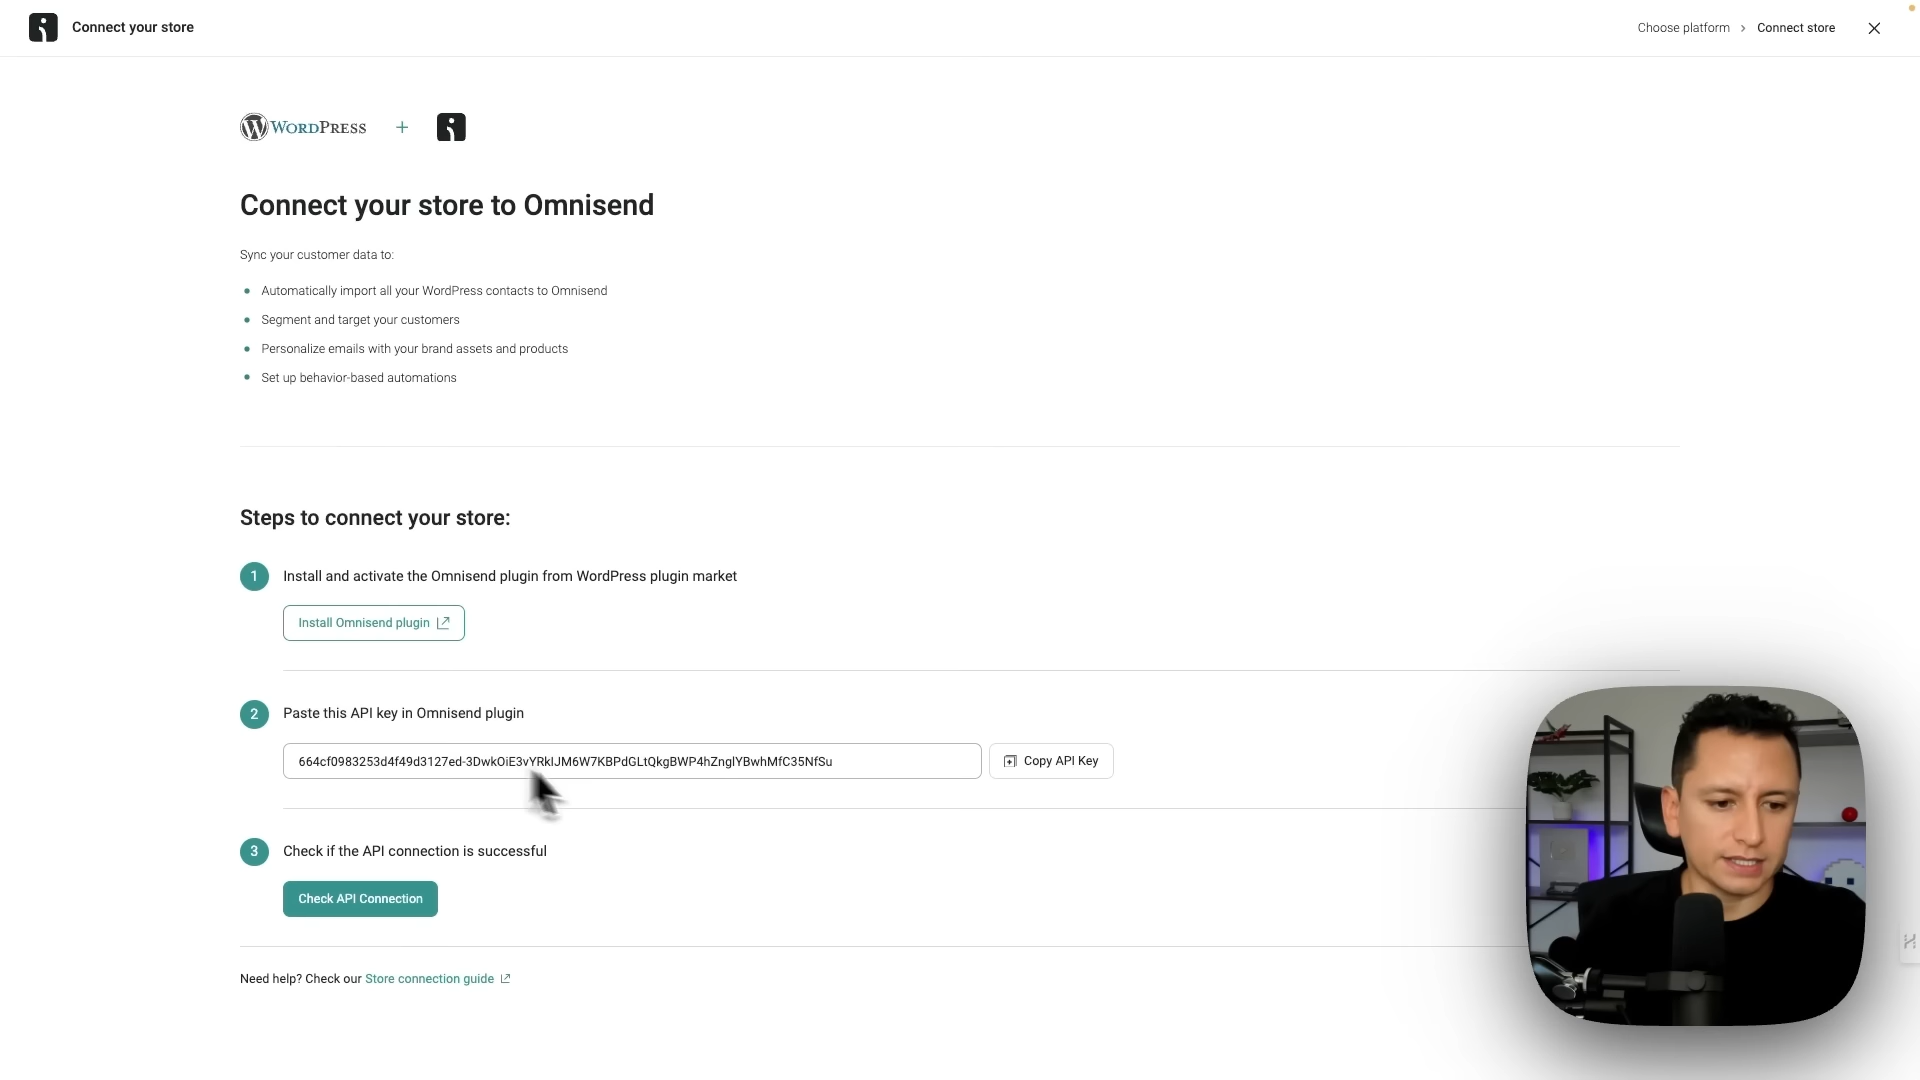 Connect your store
Choose platform > Connect store
WORDPRESS +
Connect your store to Omnisend
Sync your customer data to:
Automatically import all your WordPress contacts to Omnisend
Segment and target your customers
Personalize emails with your brand assets and products
Set up behavior-based automations
Steps to connect your store:
1 Install and activate the Omnisend plugin from WordPress plugin market
Install Omnisend plugin
2 Paste this API key in Omnisend plugin
664cf0983253d4f49d3127ed-3DwkOiE3vYRklJM6W7KBPdGLtQkgBWP4hZnglYBwhMfC35NfSu Copy API Key
3 Check if the API connection is successful
Check API Connection
Need help? Check our Store connection guide